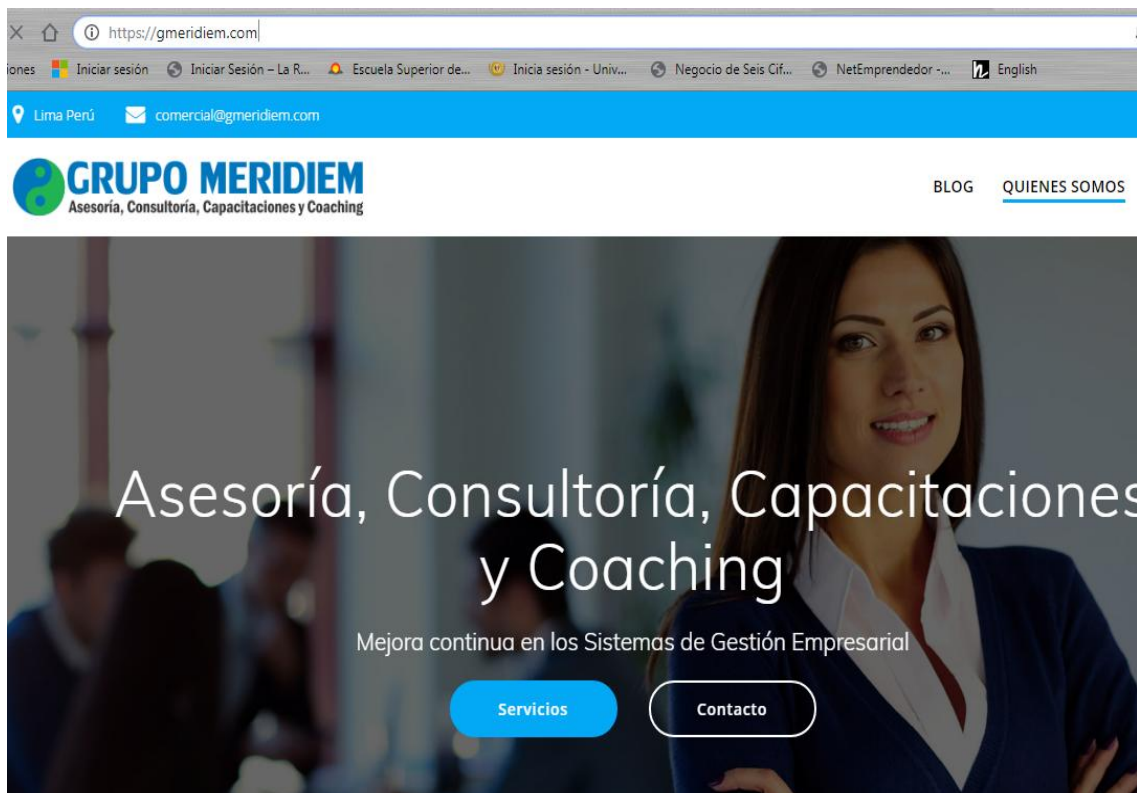 https://gmeridiem.com
iones Iniciar sesión Iniciar Sesión – La R... Escuela Superior de... Inicia sesión - Univ... Negocio de Seis Cif... NetEmprendedor -... English
Lima Perú comercial@gmeridiem.com
GRUPO MERIDIEM
Asesoría, Consultoría, Capacitaciones y Coaching
BLOG QUIENES SOMOS
Asesoría, Consultoría, Capacitaciones
y Coaching
Mejora continua en los Sistemas de Gestión Empresarial
Servicios Contacto